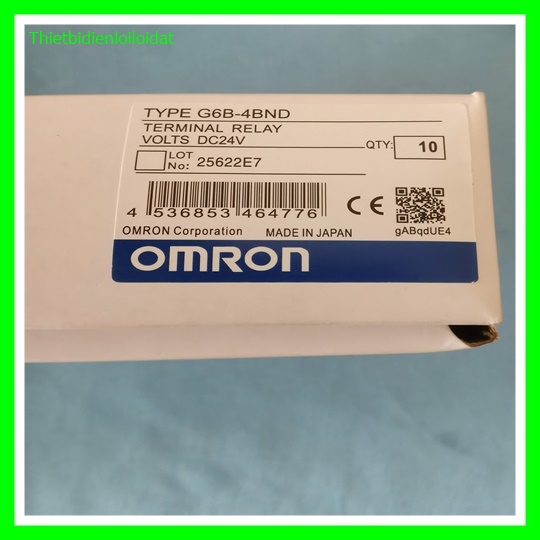 Thietbidienloiloidat
TYPE G6B-4BND
TERMINAL RELAY
VOLTS DC24V
QTY: 10
LOT
No: 25622E7
4 536853 464776
CE
gABqdUE4
OMRON Corporation MADE IN JAPAN
OMRON